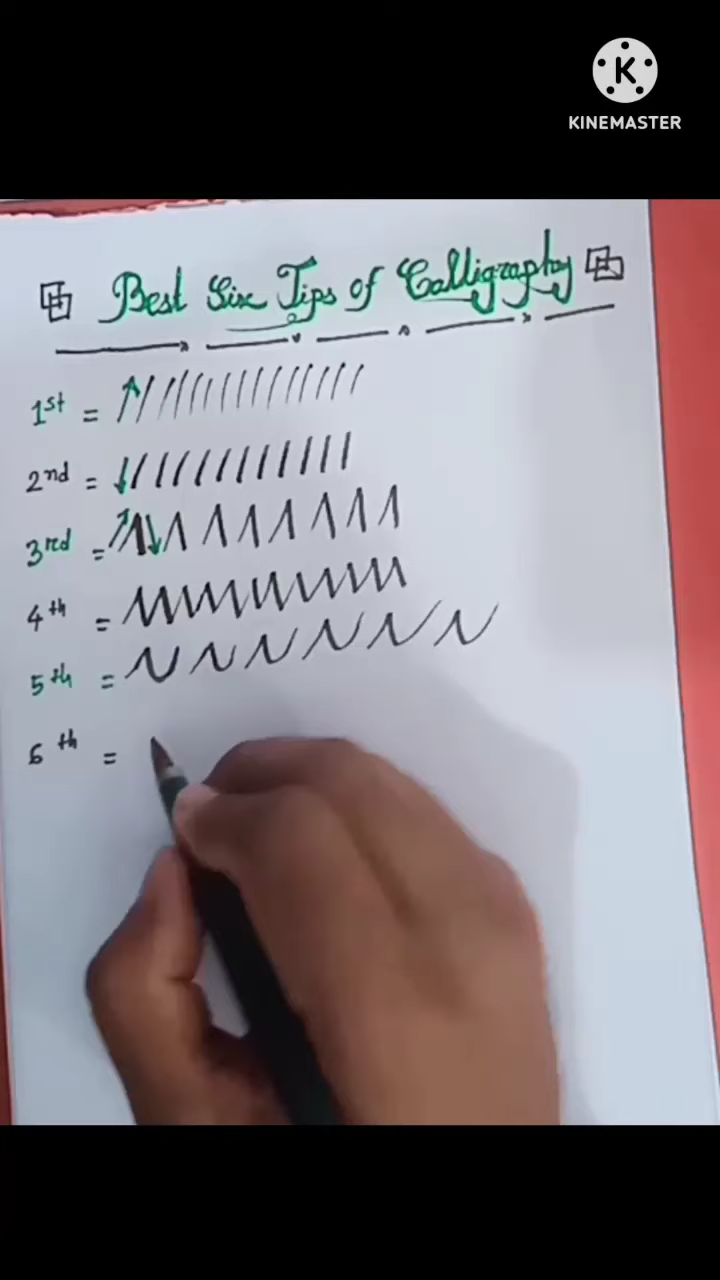 KINEMASTER
Best Six Tips of Calligraphy
1st =
2nd =
3rd =
4th =
5th =
6th =